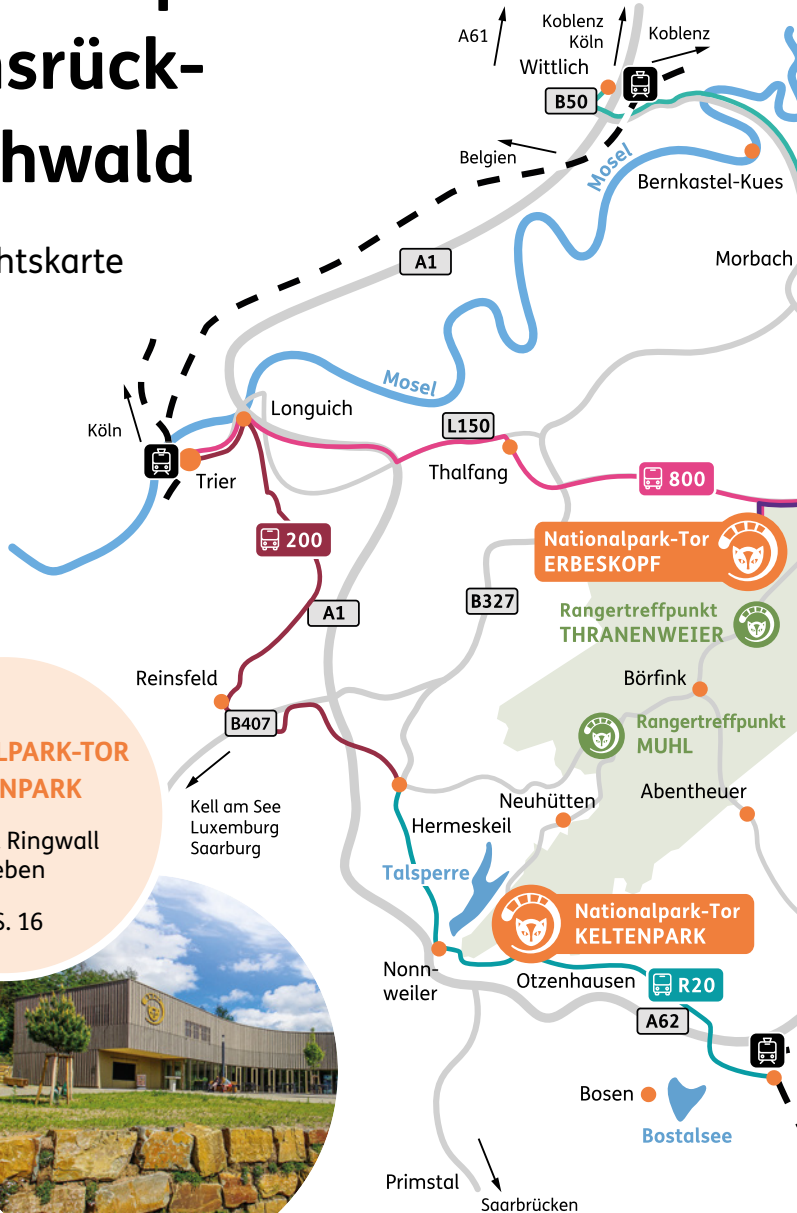 nsrück-
hwald
htskarte
A61
Koblenz
Köln
Koblenz
Wittlich
B50
Belgien
Mosel
Bernkastel-Kues
A1
Morbach
Mosel
Köln
Longuich
L150
Trier
Thalfang
800
200
Nationalpark-Tor
ERBESKOPF
A1
B327
Rangertreffpunkt
THRANENWEIER
Reinsfeld
Börfink
B407
Rangertreffpunkt
MUHL
LPARK-TOR
NPARK
Ringwall
eben
S. 16
Kell am See
Luxemburg
Saarburg
Neuhütten
Abentheuer
Hermeskeil
Talsperre
Nationalpark-Tor
KELTENPARK
Nonn-
weiler
Otzenhausen
R20
A62
Bosen
Bostalsee
Primstal
Saarbrücken